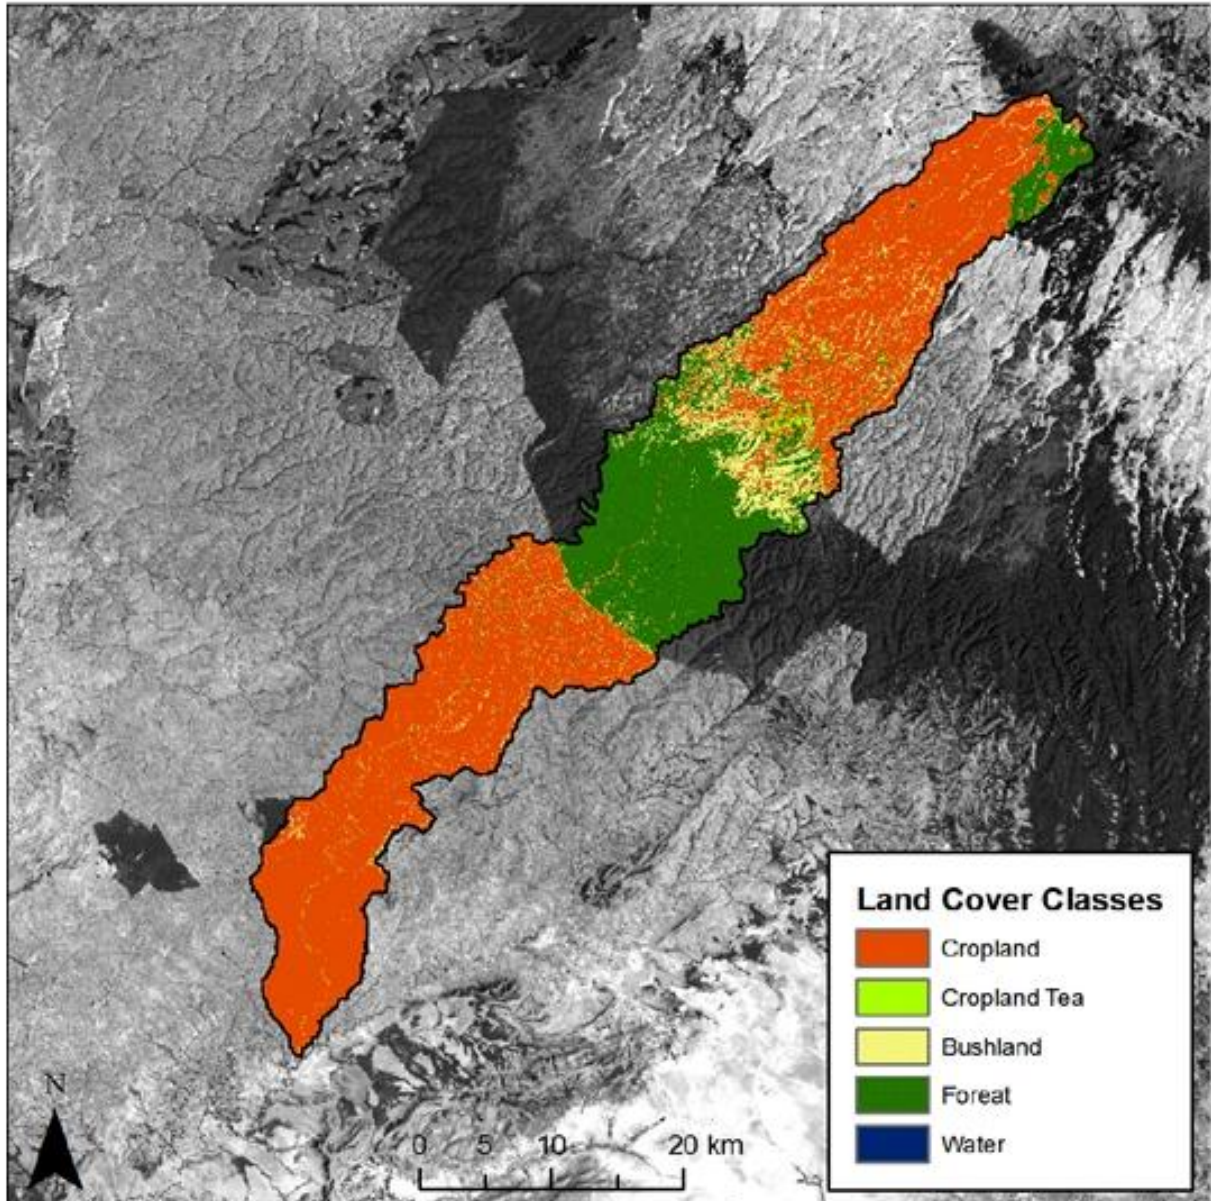 Land Cover Classes
Cropland
Cropland Tea
Bushland
Foreat
Water
N
0 5 10 20 km